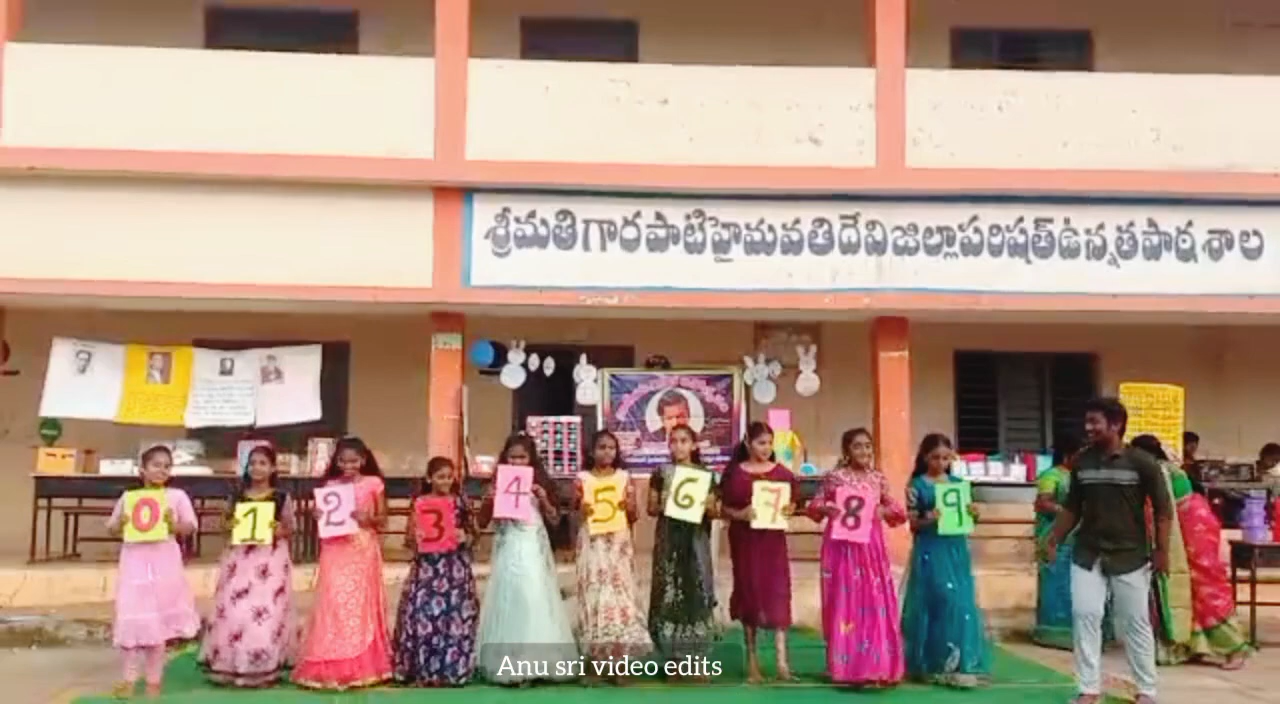 శ్రీమతి గారపాటి హైమవతిదేవి జిల్లాపరిషత్ ఉన్నత పాఠశాల
0 1 2 3 4 5 6 7 8 9
Anu sri video edits